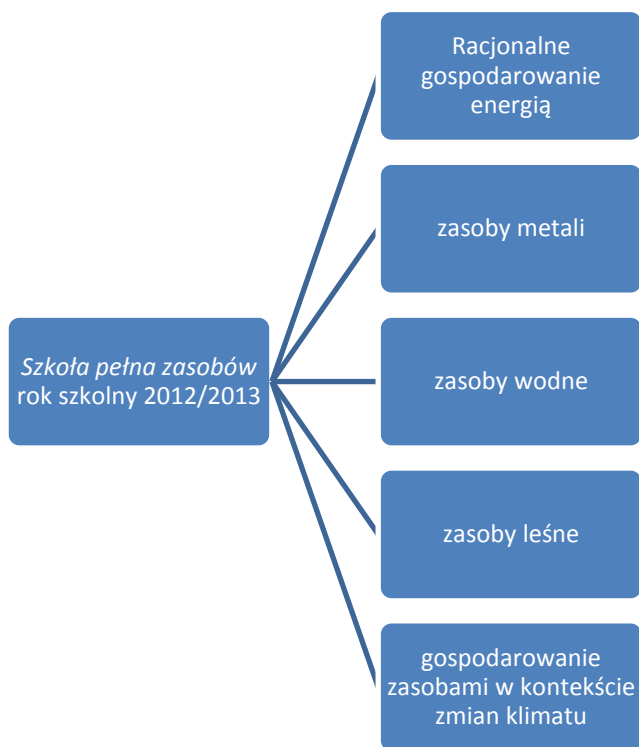 Racjonalne
gospodarowanie
energią
zasoby metali
Szkoła pełna zasobów
rok szkolny 2012/2013
zasoby wodne
zasoby leśne
gospodarowanie
zasobami w kontekście
zmian klimatu